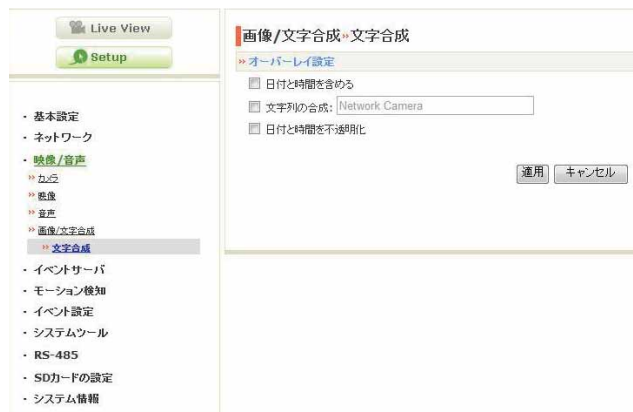 Live View
Setup
・ 基本設定
・ ネットワーク
・ 映像/音声
» カメラ
» 映像
» 音声
» 画像/文字合成
» 文字合成
・ イベントサーバ
・ モーション検知
・ イベント設定
・ システムツール
・ RS-485
・ SDカードの設定
・ システム情報
画像/文字合成»文字合成
» オーバーレイ設定
日付と時間を含める
文字列の合成: Network Camera
日付と時間を不透明化
適用 キャンセル